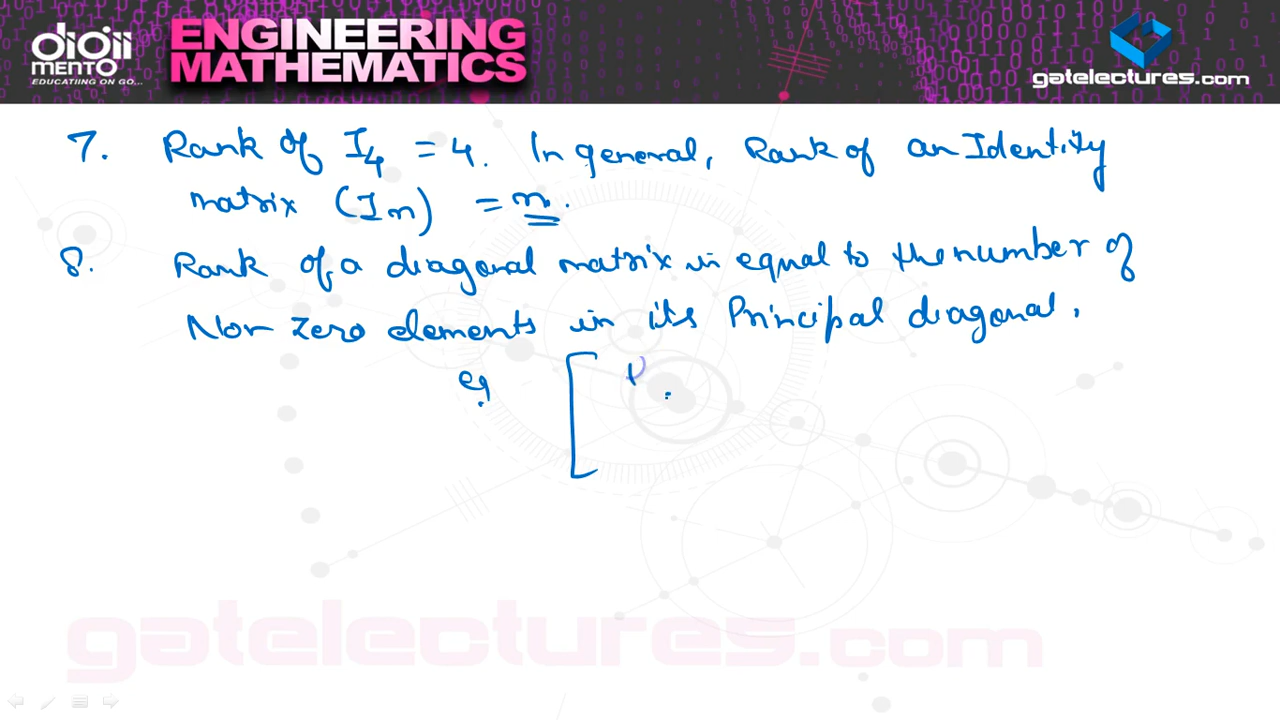 digii
MENTO
EDUCATIING ON GO...
ENGINEERING
MATHEMATICS
gatelectures.com
7. Rank of I4 = 4. In general, Rank of an Identity
matrix (In) = n.
8. Rank of a diagonal matrix is equal to the number of
Non zero elements in its Principal diagonal.
eg [
gatelectures.com